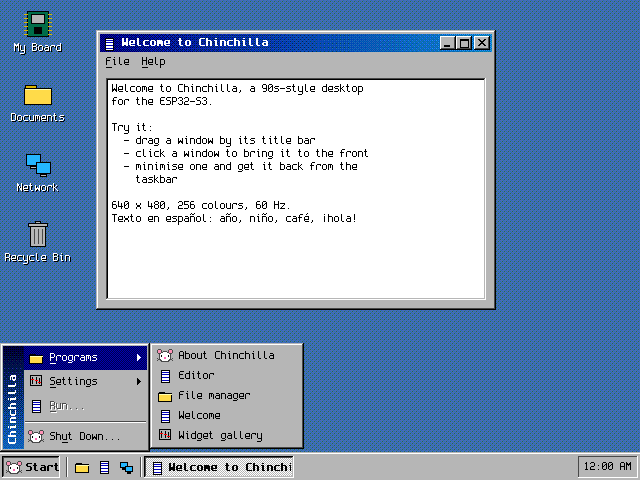 My Board
Documents
Network
Recycle Bin
Welcome to Chinchilla
File Help
Welcome to Chinchilla, a 90s-style desktop
for the ESP32-S3.
Try it:
- drag a window by its title bar
- click a window to bring it to the front
- minimise one and get it back from the
taskbar
640 x 480, 256 colours, 60 Hz.
Texto en español: año, niño, café, ¡hola!
Chinchilla
Programs
Settings
Run...
Shut Down...
About Chinchilla
Editor
File manager
Welcome
Widget gallery
Start
Welcome to Chinchi
12:00 AM